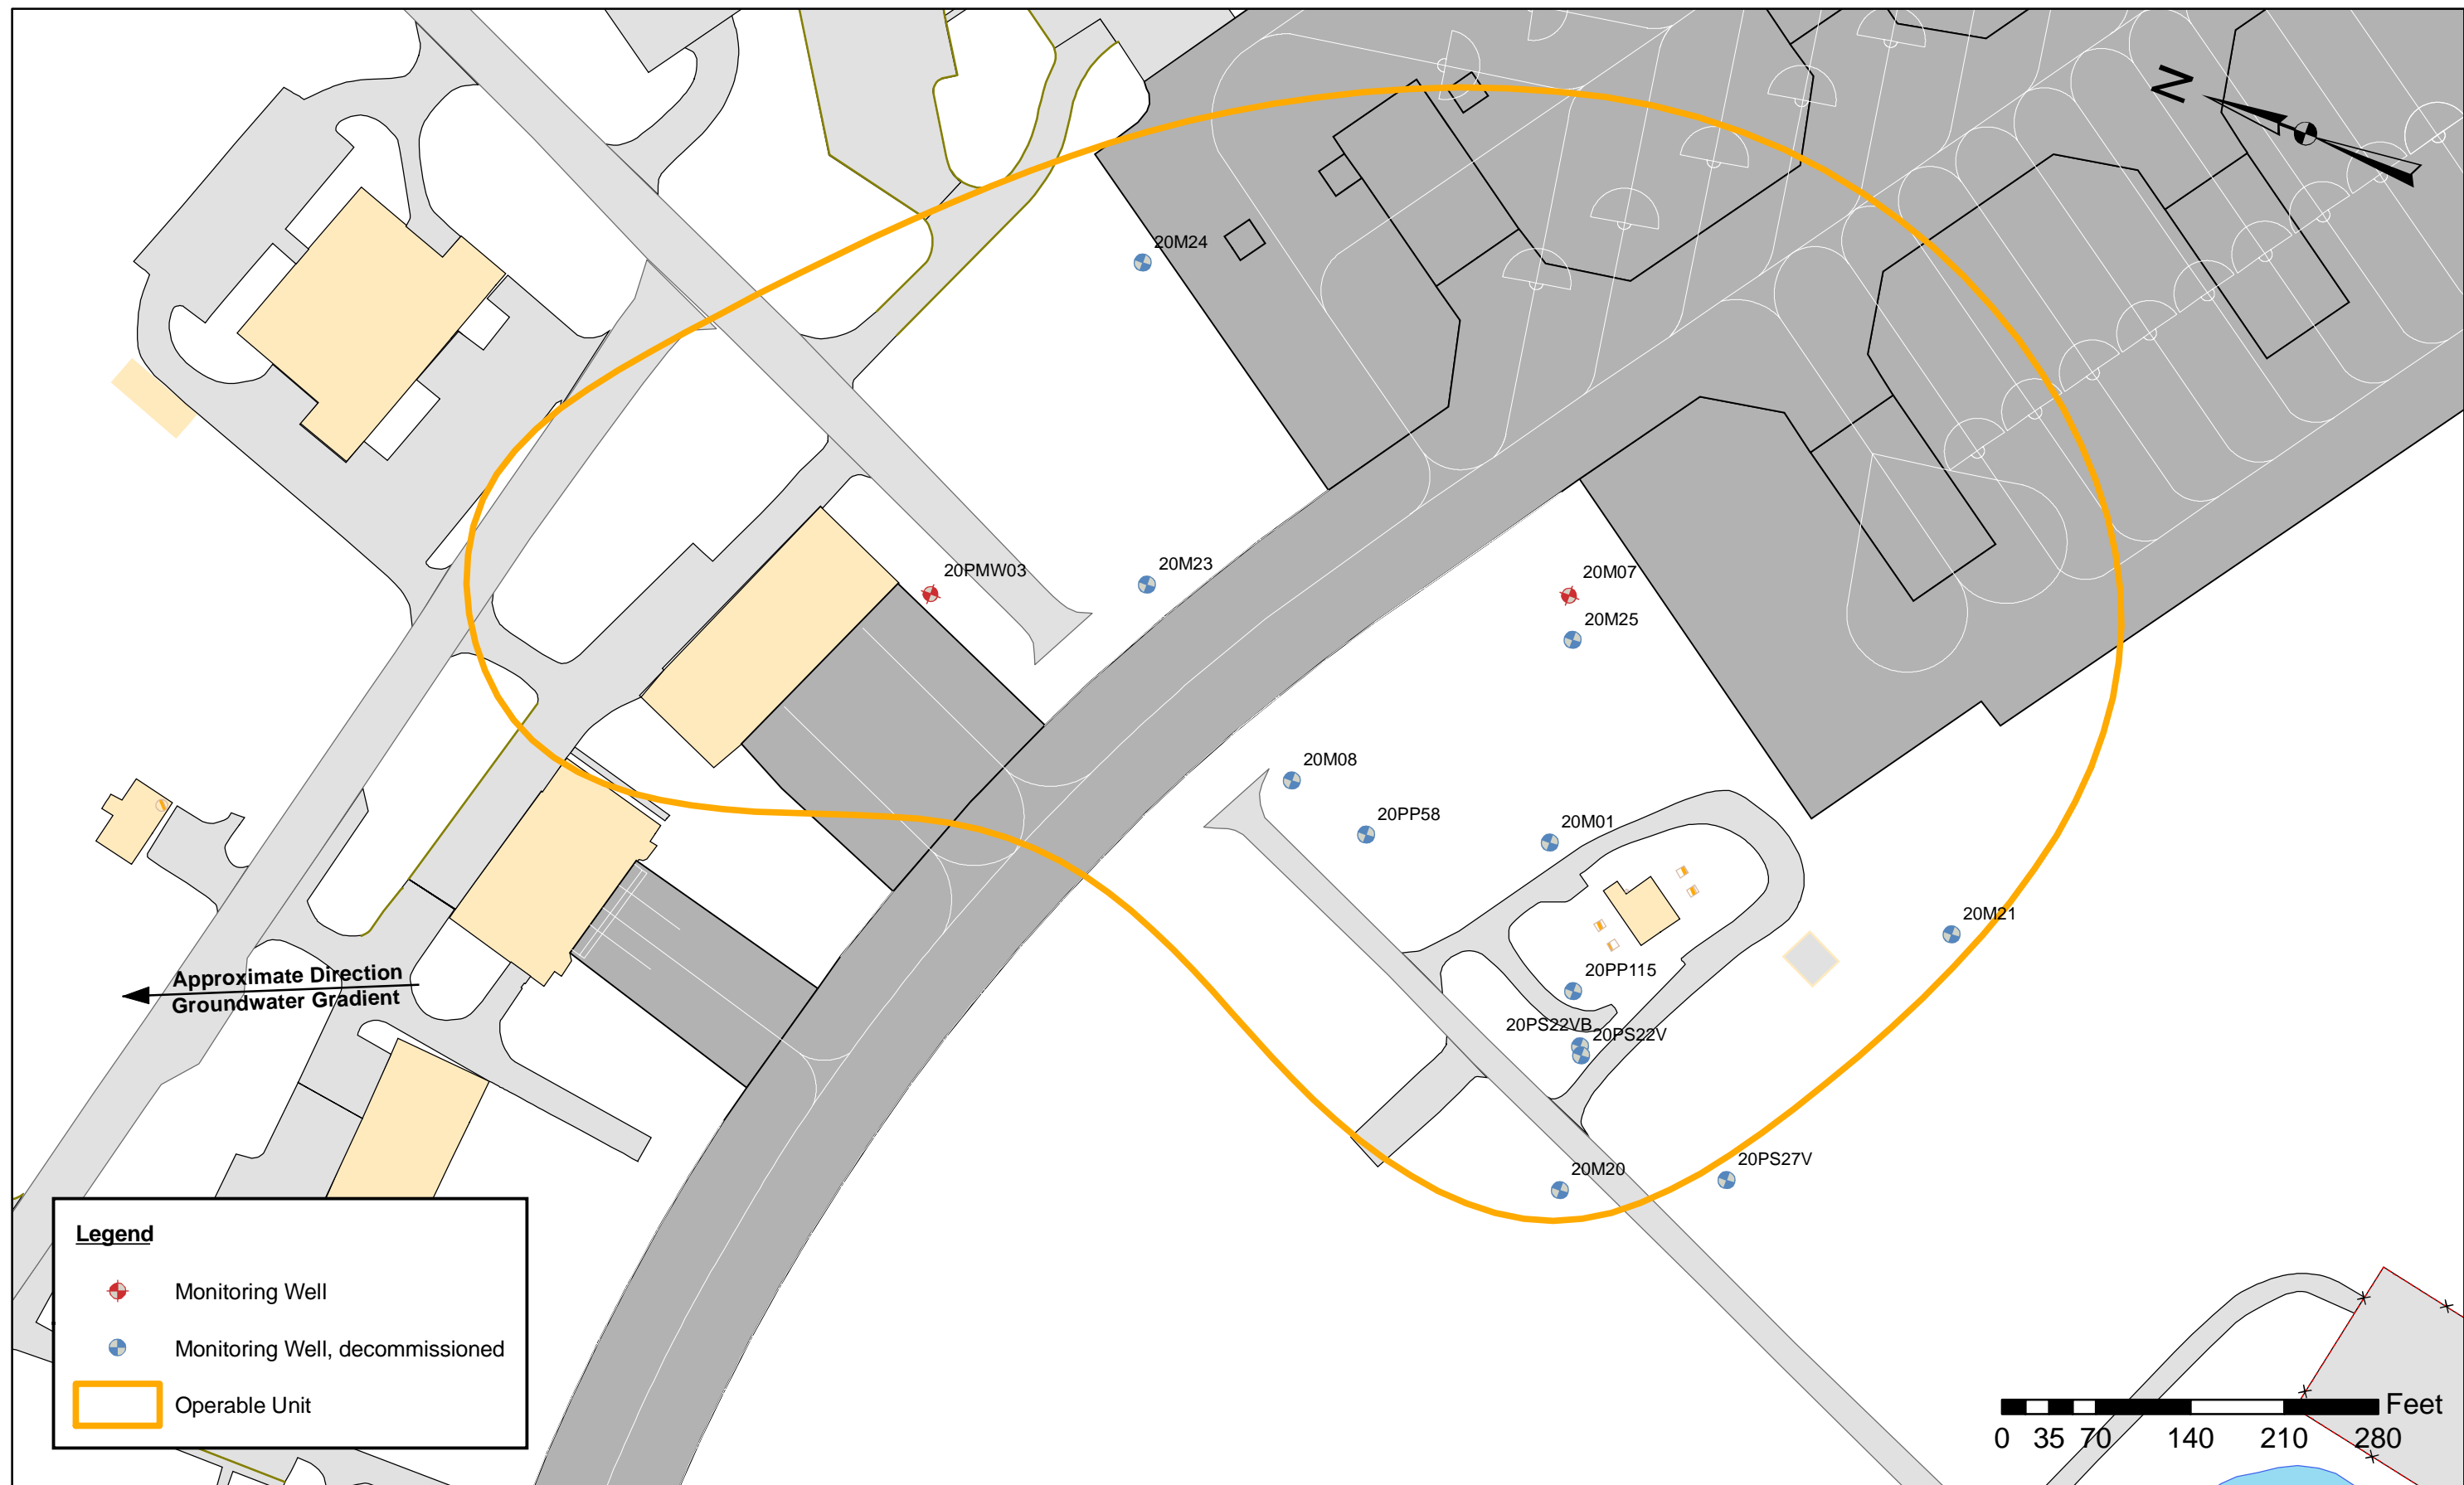 N
20M24
20PMW03
20M23
20M07
20M25
20M08
20PP58
20M01
20M21
20PP115
20PS22VB
20PS22V
20M20
20PS27V
Approximate Direction
Groundwater Gradient
Legend
Monitoring Well
Monitoring Well, decommissioned
Operable Unit
Feet
0 35 70 140 210 280